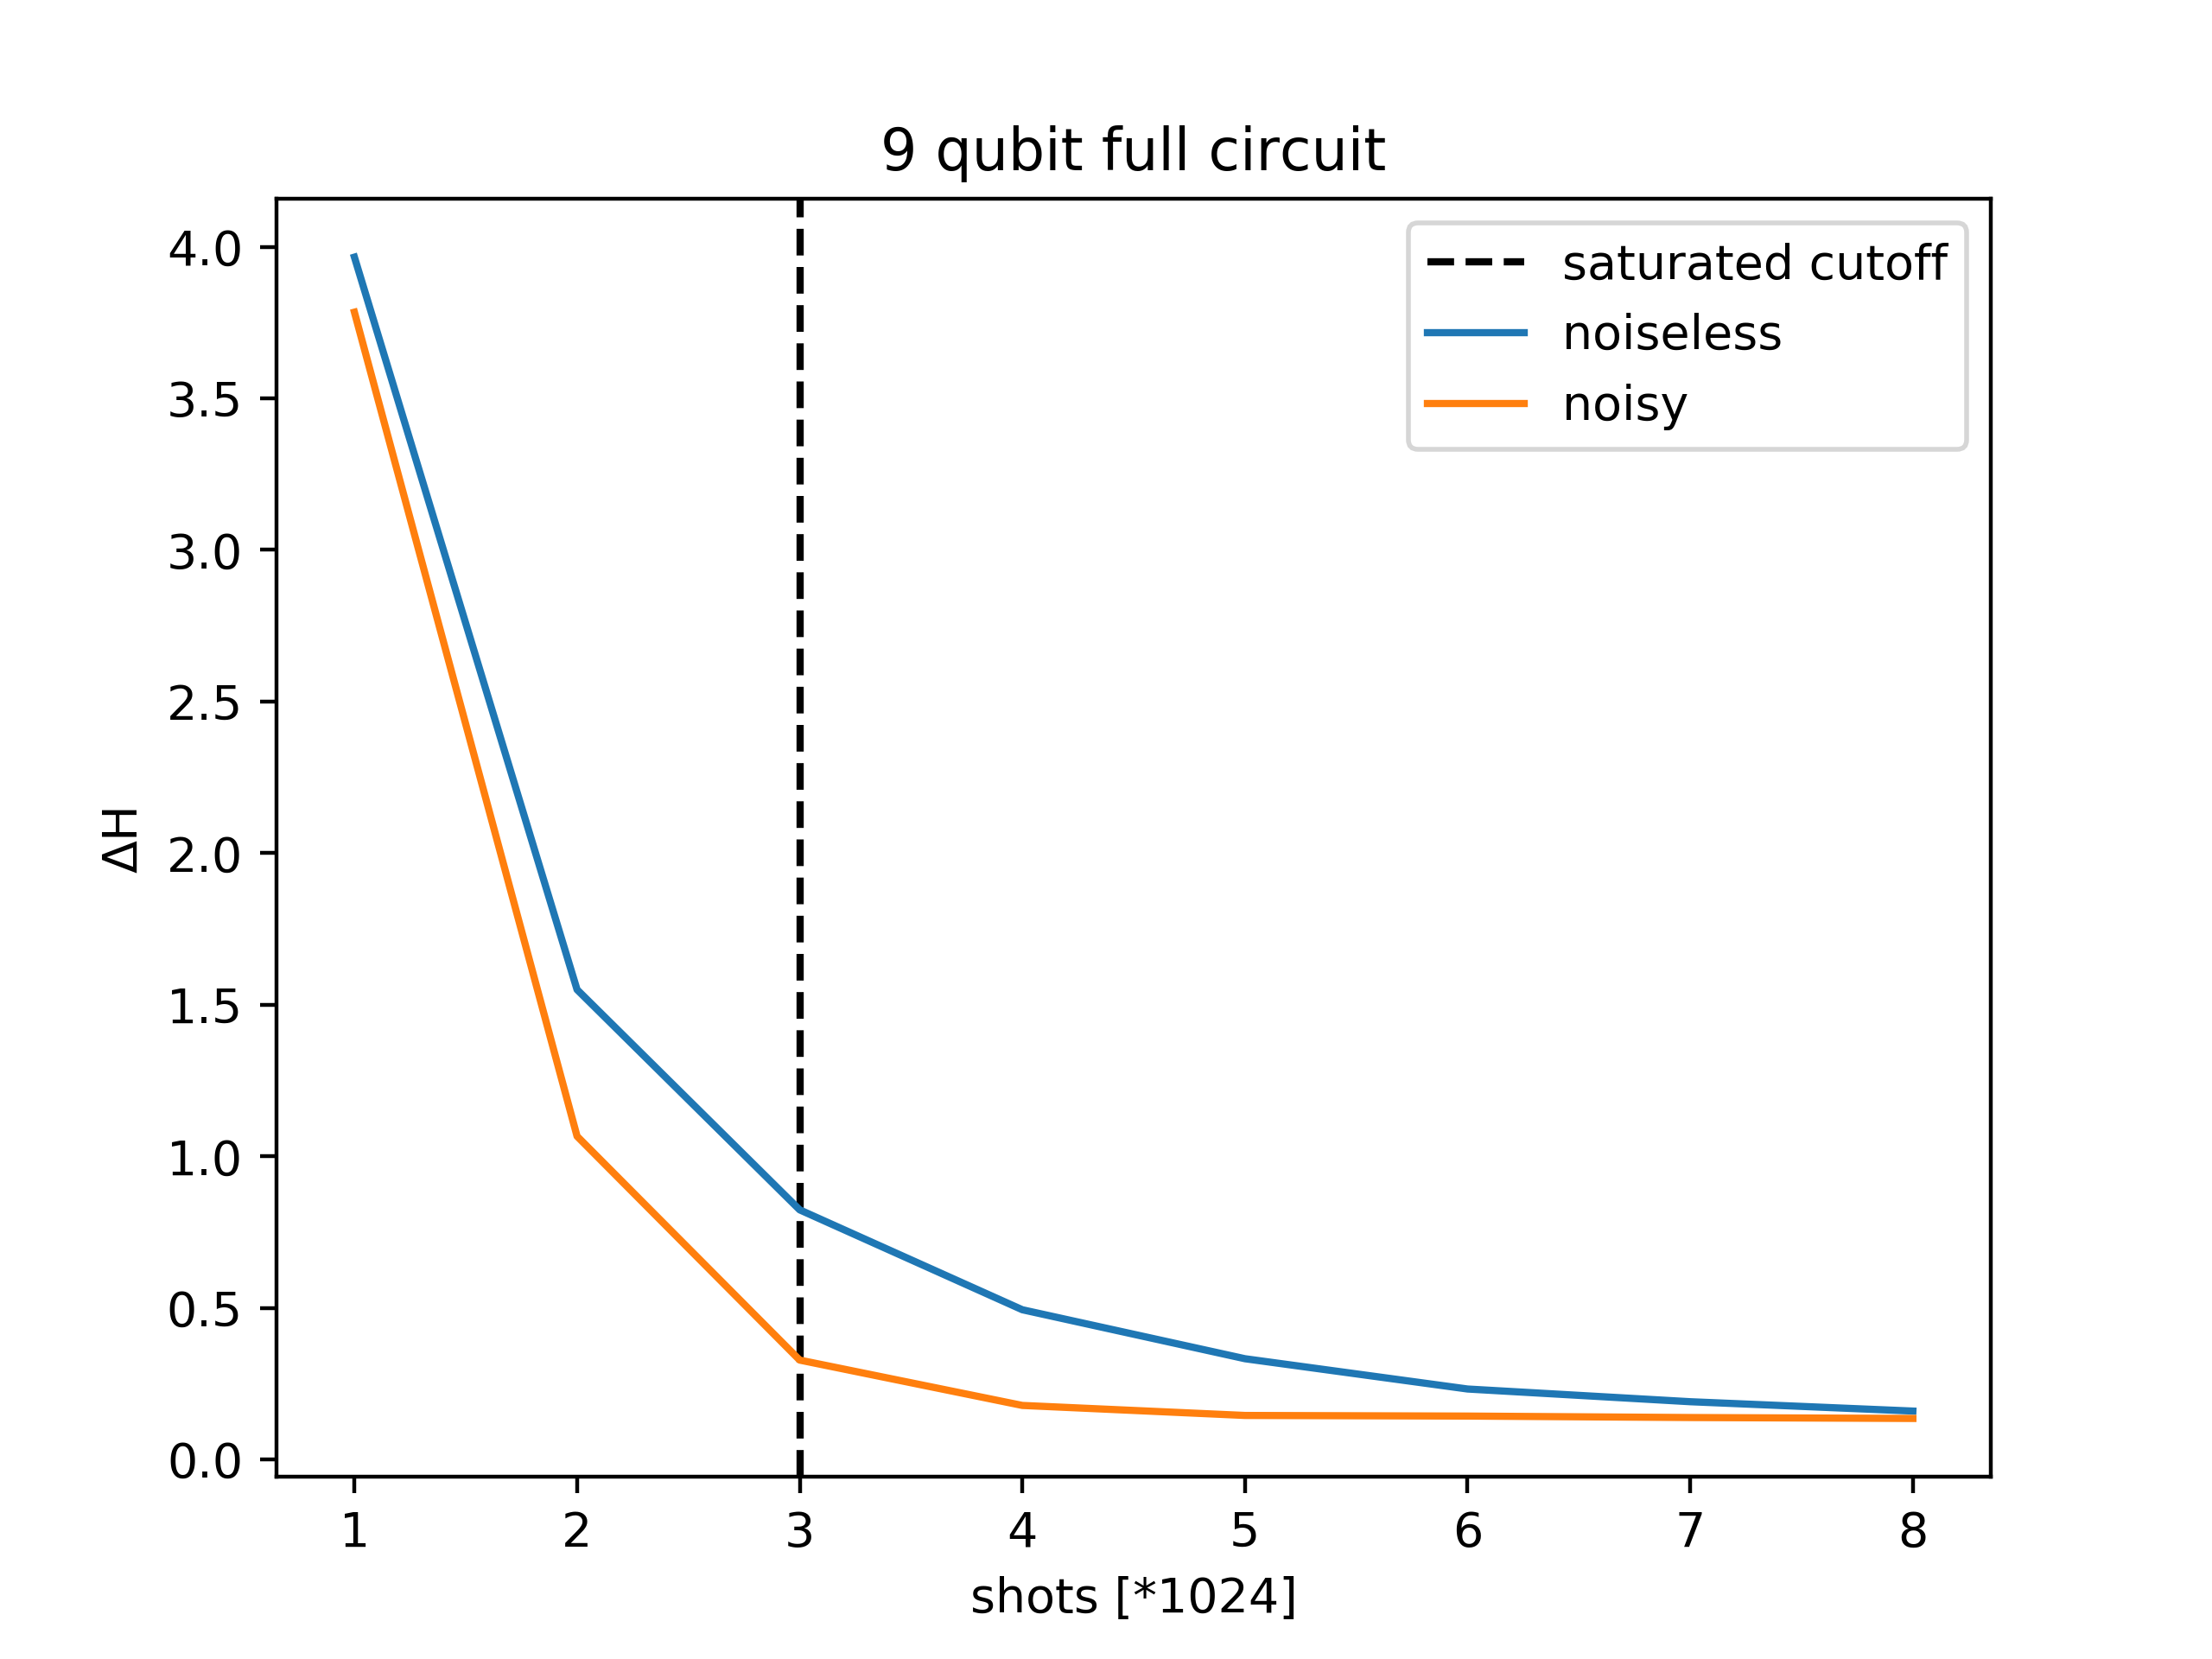 9 qubit full circuit
saturated cutoff
noiseless
noisy
4.0
3.5
3.0
2.5
2.0
1.5
1.0
0.5
0.0
ΔH
1 2 3 4 5 6 7 8
shots [*1024]